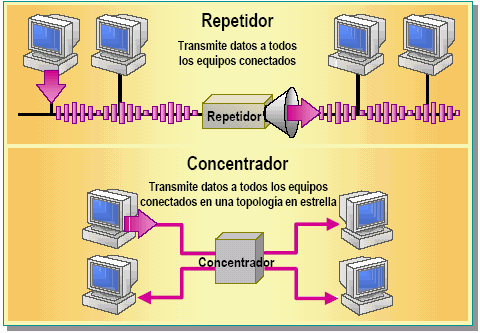 Repetidor
Transmite datos a todos
los equipos conectados
Repetidor
Concentrador
Transmite datos a todos los equipos
conectados en una topología en estrella
Concentrador